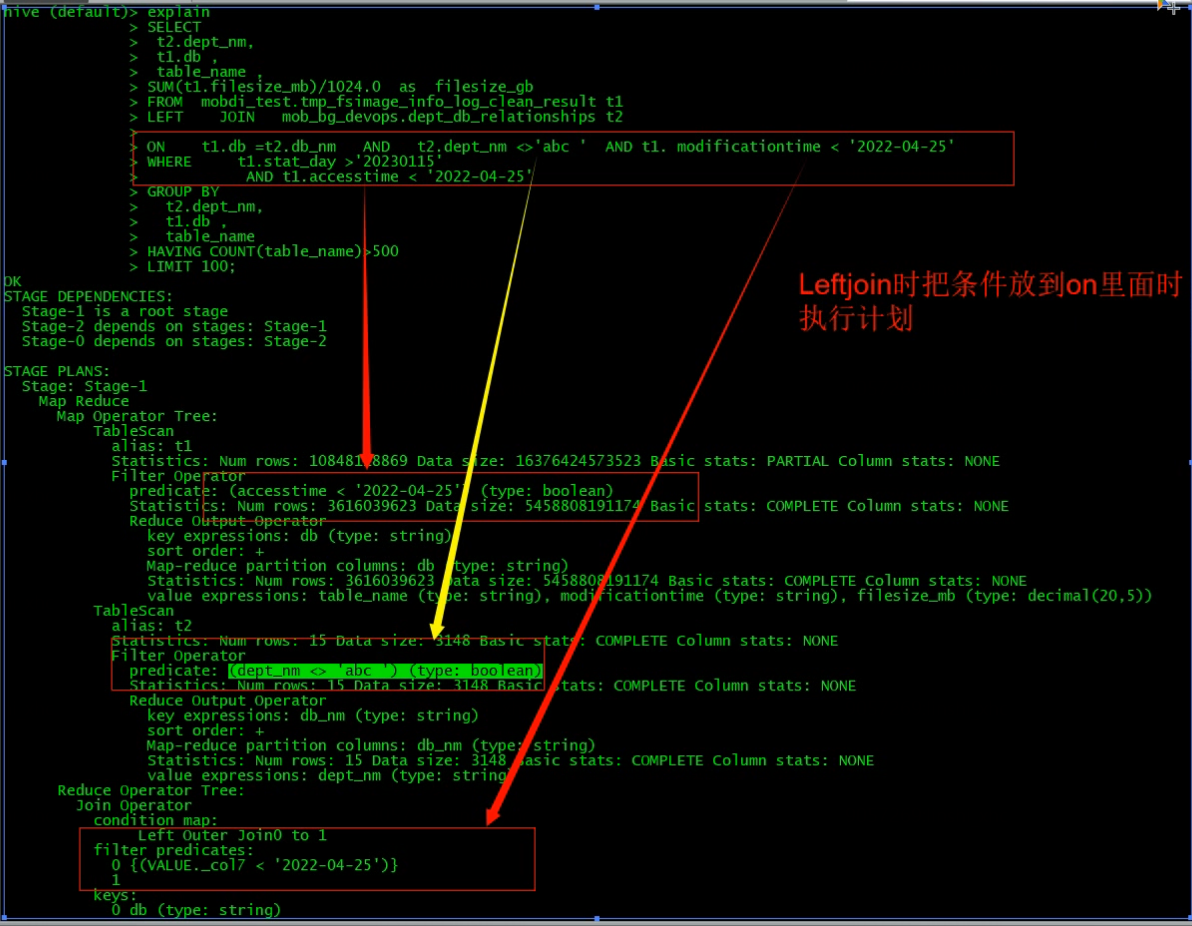 hive (default)> explain
> SELECT
> t2.dept_nm,
> t1.db ,
> table_name ,
> SUM(t1.filesize_mb)/1024.0 as filesize_gb
> FROM mobdi_test.tmp_fsimage_info_log_clean_result t1
> LEFT JOIN mob_bg_devops.dept_db_relationships t2
>
> ON t1.db =t2.db_nm AND t2.dept_nm <>'abc ' AND t1. modificationtime < '2022-04-25'
> WHERE t1.stat_day >'20230115'
> AND t1.accesstime < '2022-04-25'
> GROUP BY
> t2.dept_nm,
> t1.db ,
> table_name
> HAVING COUNT(table_name)>500
> LIMIT 100;
Leftjoin时把条件放到on里面时
执行计划
OK
STAGE DEPENDENCIES:
Stage-1 is a root stage
Stage-2 depends on stages: Stage-1
Stage-0 depends on stages: Stage-2
STAGE PLANS:
Stage: Stage-1
Map Reduce
Map Operator Tree:
TableScan
alias: t1
Statistics: Num rows: Data size: 16376424573523 Basic stats: PARTIAL Column stats: NONE
Filter Operator
predicate: (accesstime < '2022-04-25') (type: boolean)
Statistics: Num rows: 3616039623 Data size: 5458808191174 Basic stats: COMPLETE Column stats: NONE
Reduce Output Operator
key expressions: db (type: string)
sort order: +
Map-reduce partition columns: db (type: string)
Statistics: Num rows: 3616039623 Data size: 5458808191174 Basic stats: COMPLETE Column stats: NONE
value expressions: table_name (type: string), modificationtime (type: string), filesize_mb (type: decimal(20,5))
TableScan
alias: t2
Statistics: Num rows: 15 Data size: 3148 Basic stats: COMPLETE Column stats: NONE
Filter Operator
predicate: (dept_nm <> 'abc ') (type: boolean)
Statistics: Num rows: 15 Data size: 3148 Basic stats: COMPLETE Column stats: NONE
Reduce Output Operator
key expressions: db_nm (type: string)
sort order: +
Map-reduce partition columns: db_nm (type: string)
Statistics: Num rows: 15 Data size: 3148 Basic stats: COMPLETE Column stats: NONE
value expressions: dept_nm (type: string)
Reduce Operator Tree:
Join Operator
condition map:
Left Outer Join0 to 1
filter predicates:
0 {(VALUE._col7 < '2022-04-25')}
1
keys:
0 db (type: string)